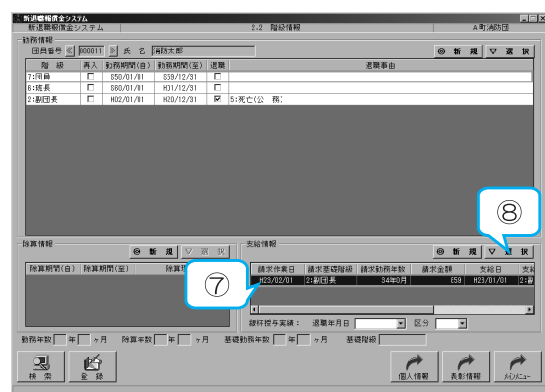 新退職報償金システム
新退職報償金システム 2.2 階級情報 A町消防団
勤務情報
団員番号 000011 氏 名 消防太郎 ◎ 新 規 ▽ 選 択
階 級 再入 勤務期間(自) 勤務期間(至) 退職 退職事由
7:団員 S50/01/01 S59/12/31
6:班長 S60/01/01 H01/12/31
2:副団長 H02/01/01 H20/12/31 5:死亡(公 務)
⑧
除算情報 支給情報
◎ 新 規 ▽ 選 択 ◎ 新 規 ▽ 選 択
除算期間(自) 除算期間(至) ⑦ 請求作業日 請求基礎階級 請求勤務年数 請求金額 支給日
H23/02/01 2:副団長 34年0月 659 H23/01/01
銀杯授与実績: 退職年月日 区分
勤務年数 年 ヶ月 除算年数 年 ヶ月 基礎勤務年数 年 ヶ月 基礎階級
検 索 登 録 個人情報 表彰情報 メインメニュー